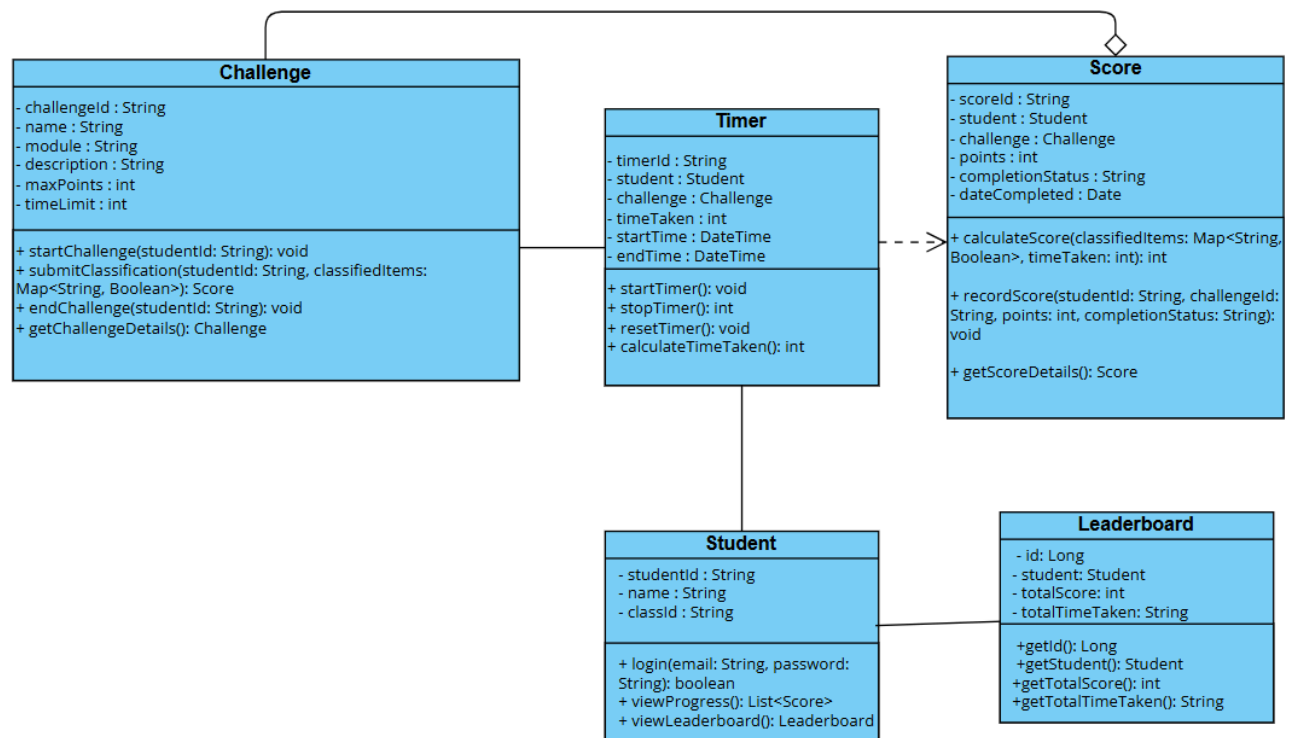 Challenge
- challengeId : String
- name : String
- module : String
- description : String
- maxPoints : int
- timeLimit : int
+ startChallenge(studentId: String): void
+ submitClassification(studentId: String, classifiedItems:
Map<String, Boolean>): Score
+ endChallenge(studentId: String): void
+ getChallengeDetails(): Challenge
Timer
- timerId : String
- student : Student
- challenge : Challenge
- timeTaken : int
- startTime : DateTime
- endTime : DateTime
+ startTimer(): void
+ stopTimer(): int
+ resetTimer(): void
+ calculateTimeTaken(): int
Score
- scoreId : String
- student : Student
- challenge : Challenge
- points : int
- completionStatus : String
- dateCompleted : Date
+ calculateScore(classifiedItems: Map<String,
Boolean>, timeTaken: int): int
+ recordScore(studentId: String, challengeId:
String, points: int, completionStatus: String):
void
+ getScoreDetails(): Score
Student
- studentId : String
- name : String
- classId : String
+ login(email: String, password:
String): boolean
+ viewProgress(): List<Score>
+ viewLeaderboard(): Leaderboard
Leaderboard
- id: Long
- student: Student
- totalScore: int
- totalTimeTaken: String
+getId(): Long
+getStudent(): Student
+getTotalScore(): int
+getTotalTimeTaken(): String